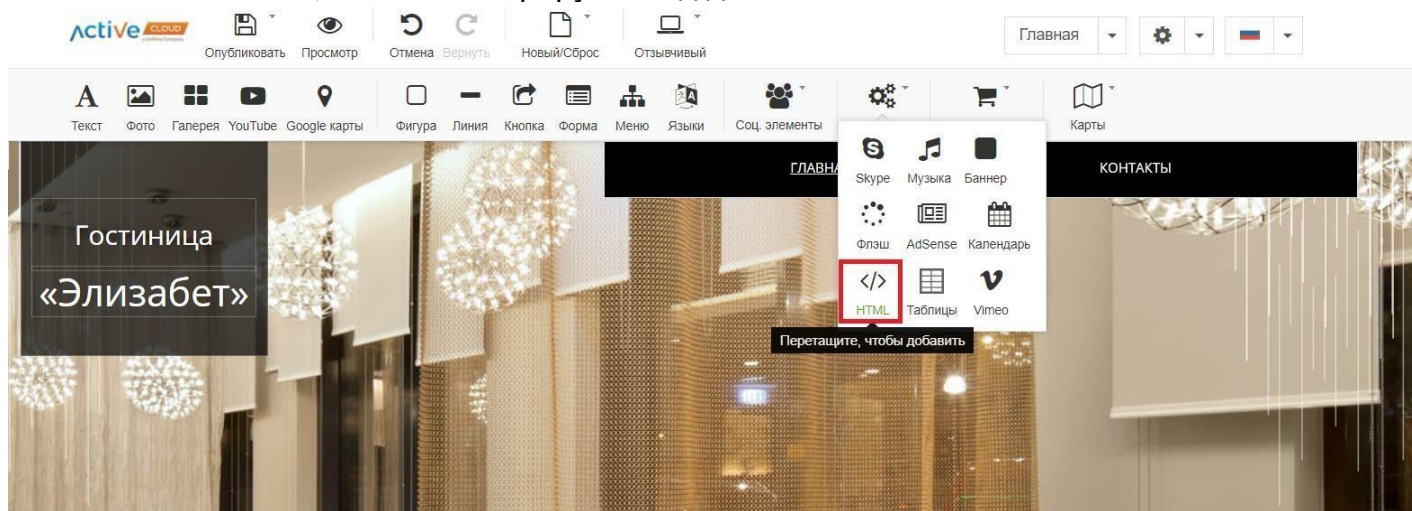 Active CLOUD
a Softline Company
Опубликовать Просмотр Отмена Вернуть Новый/Сброс Отзывчивый Главная
Текст Фото Галерея YouTube Google карты Фигура Линия Кнопка Форма Меню Языки Соц. элементы Карты
ГЛАВНА КОНТАКТЫ
Skype Музыка Баннер
Гостиница
Флэш AdSense Календарь
«Элизабет»
</>
HTML Таблицы Vimeo
Перетащите, чтобы добавить